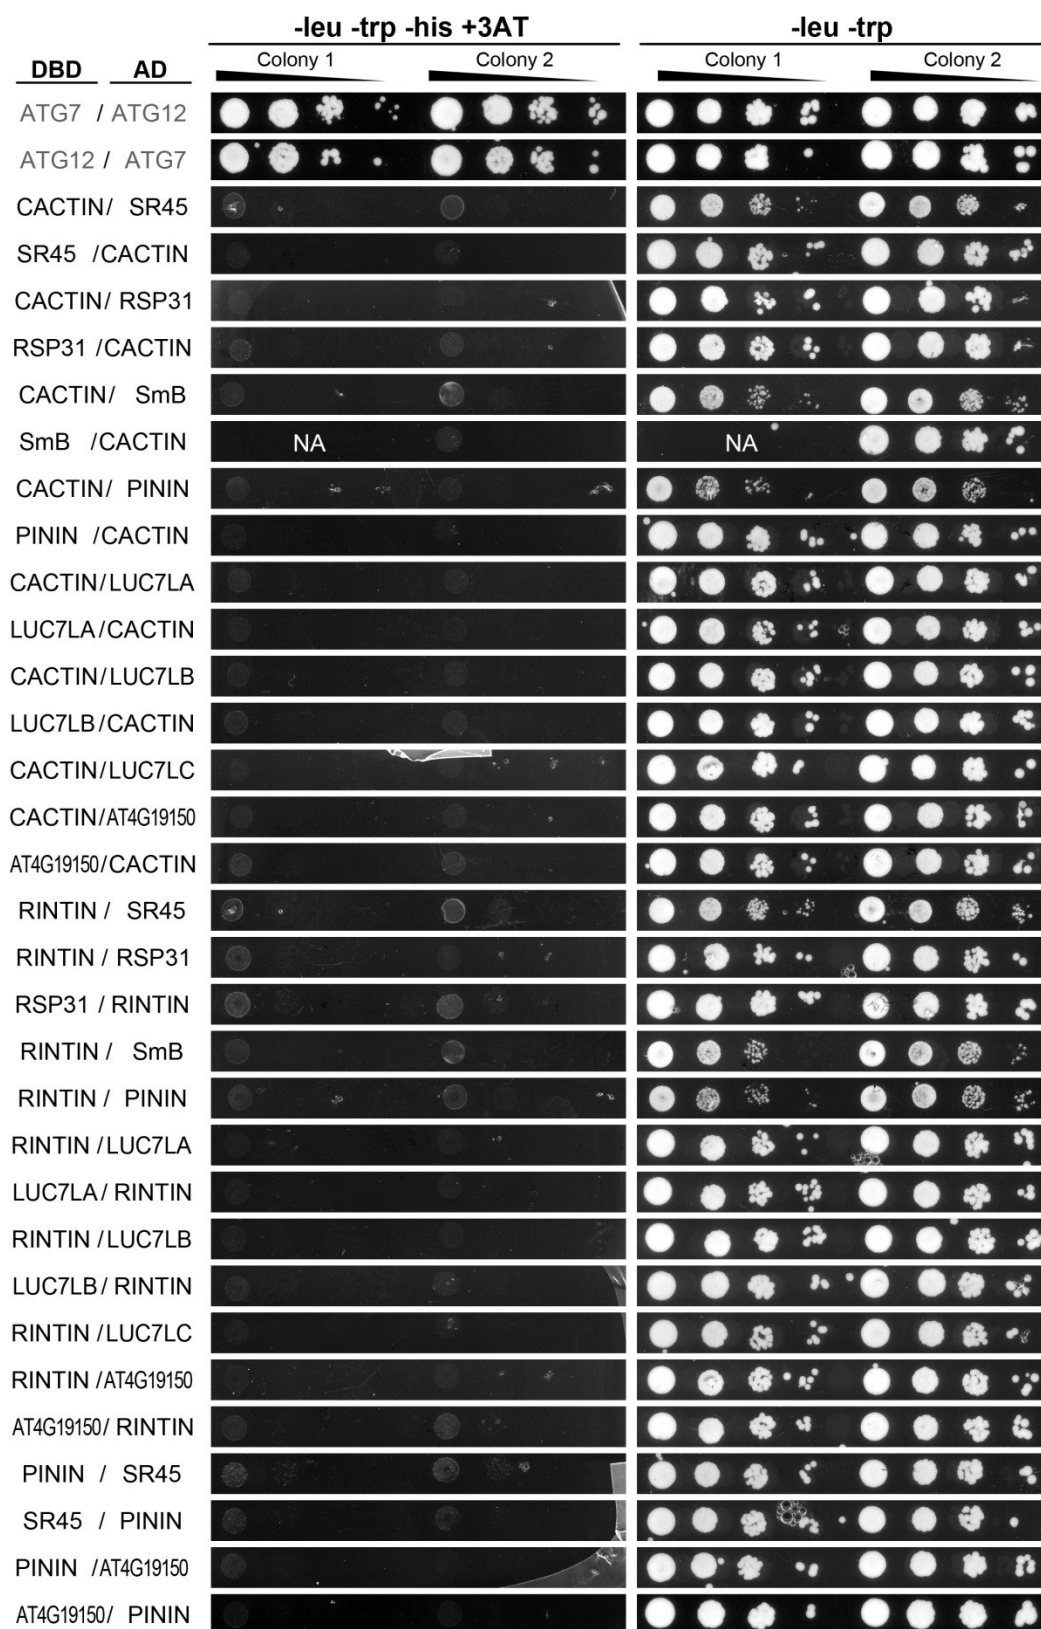 -leu -trp -his +3AT -leu -trp
Colony 1 Colony 2 Colony 1 Colony 2
DBD AD
ATG7 / ATG12
ATG12 / ATG7
CACTIN/ SR45
SR45 /CACTIN
CACTIN/ RSP31
RSP31 /CACTIN
CACTIN/ SmB
SmB /CACTIN NA NA
CACTIN/ PININ
PININ /CACTIN
CACTIN/LUC7LA
LUC7LA/CACTIN
CACTIN/LUC7LB
LUC7LB/CACTIN
CACTIN/LUC7LC
CACTIN/AT4G19150
AT4G19150/CACTIN
RINTIN / SR45
RINTIN / RSP31
RSP31 / RINTIN
RINTIN / SmB
RINTIN / PININ
RINTIN /LUC7LA
LUC7LA/ RINTIN
RINTIN /LUC7LB
LUC7LB/ RINTIN
RINTIN /LUC7LC
RINTIN /AT4G19150
AT4G19150/ RINTIN
PININ / SR45
SR45 / PININ
PININ /AT4G19150
AT4G19150/ PININ